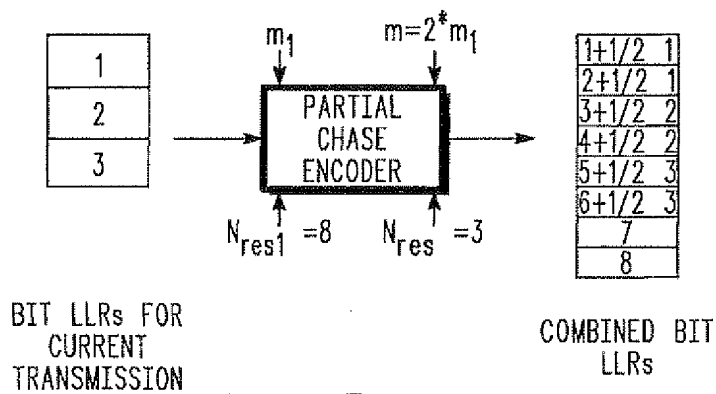 1
2
3
m1
m=2*m1
PARTIAL
CHASE
ENCODER
Nres1 =8
Nres =3
1+1/2 1
2+1/2 1
3+1/2 2
4+1/2 2
5+1/2 3
6+1/2 3
7
8
BIT LLRs FOR
CURRENT
TRANSMISSION
COMBINED BIT
LLRs